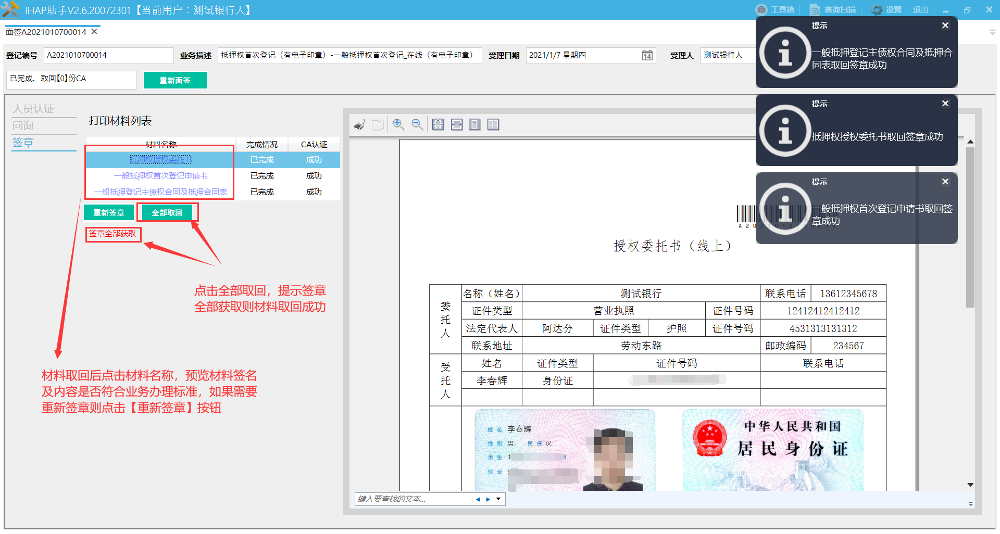 IHAP助手V2.6.20072301【当前用户：测试银行人】
工具箱
查询扫描
设置
退出
面签A2021010700014
登记编号
A2021010700014
业务描述
抵押权首次登记（有电子印章）-一般抵押权首次登记_在线（有电子印章）
受理日期
2021/1/7 星期四
14
受理人
测试银行人
已完成，取回【0】份CA
重新面签
人员认证
问询
签章
打印材料列表
材料名称
完成情况
CA认证
抵押权授权委托书
已完成
成功
一般抵押权首次登记申请书
已完成
成功
一般抵押登记主债权合同及抵押合同表
已完成
成功
重新签章
全部取回
签章全部获取
点击全部取回，提示签章
全部获取则材料取回成功
材料取回后点击材料名称，预览材料签名
及内容是否符合业务办理标准，如果需要
重新签章则点击【重新签章】按钮
提示
一般抵押登记主债权合同及抵押合
同表取回签章成功
提示
抵押权授权委托书取回签章成功
提示
一般抵押权首次登记申请书取回签
章成功
A2021010700014
授权委托书（线上）
委托人
名称（姓名）
测试银行
联系电话
13612345678
证件类型
营业执照
证件号码
12412412412412
法定代表人
阿达分
证件类型
护照
证件号码
4531313131312
联系地址
劳动东路
邮政编码
234567
受托人
姓名
证件类型
证件号码
联系电话
李春辉
身份证
姓名 李春辉
性别 男 民族 汉
出生 1
日
住址
中华人民共和国
居民身份证
键入要查找的文本...